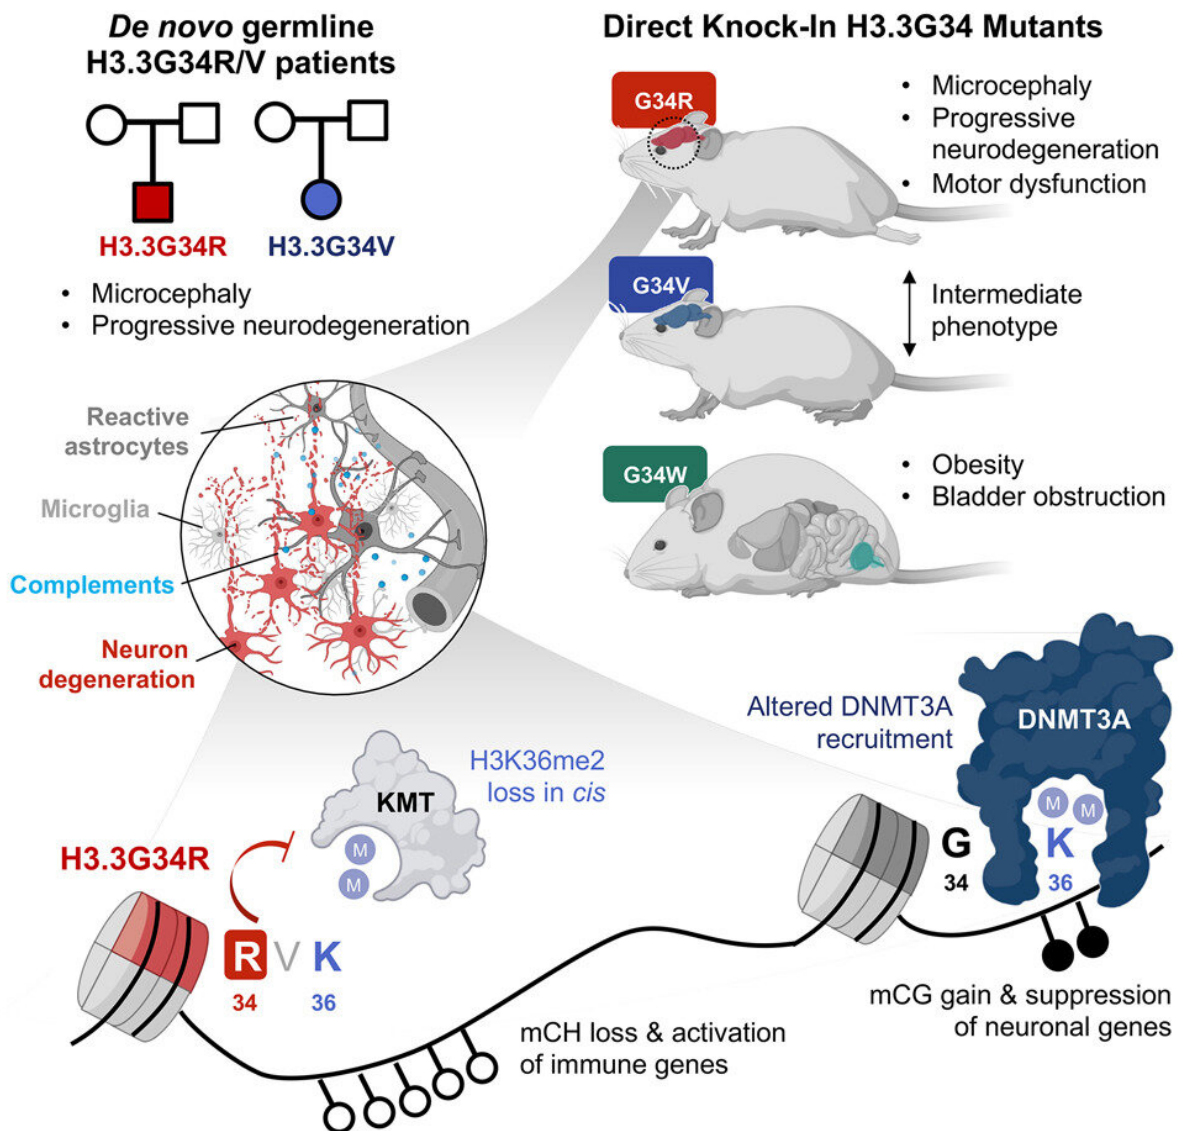 De novo germline
H3.3G34R/V patients
H3.3G34R
H3.3G34V
• Microcephaly
• Progressive neurodegeneration
Direct Knock-In H3.3G34 Mutants
G34R
• Microcephaly
• Progressive
neurodegeneration
• Motor dysfunction
G34V
Intermediate
phenotype
G34W
• Obesity
• Bladder obstruction
Reactive
astrocytes
Microglia
Complements
Neuron
degeneration
H3K36me2
loss in cis
KMT
M
M
H3.3G34R
R V K
34 36
mCH loss & activation
of immune genes
Altered DNMT3A
recruitment
DNMT3A
M M
G K
34 36
mCG gain & suppression
of neuronal genes